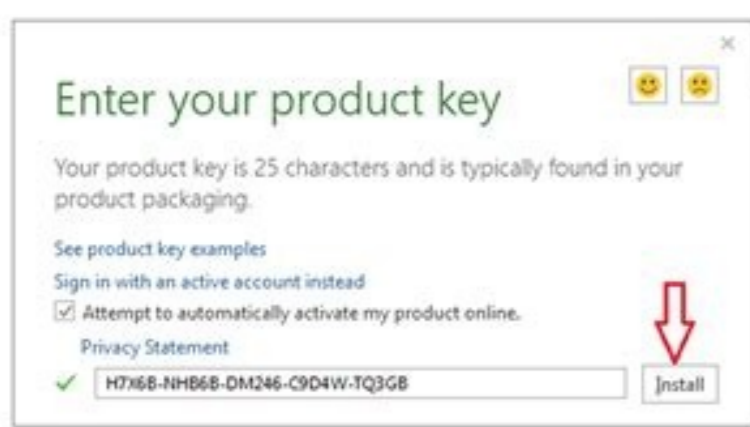 Enter your product key
Your product key is 25 characters and is typically found in your
product packaging.
See product key examples
Sign in with an active account instead
Attempt to automatically activate my product online.
Privacy Statement
H7X6B-NHB6B-DM246-C9D4W-TQ3GB
Install